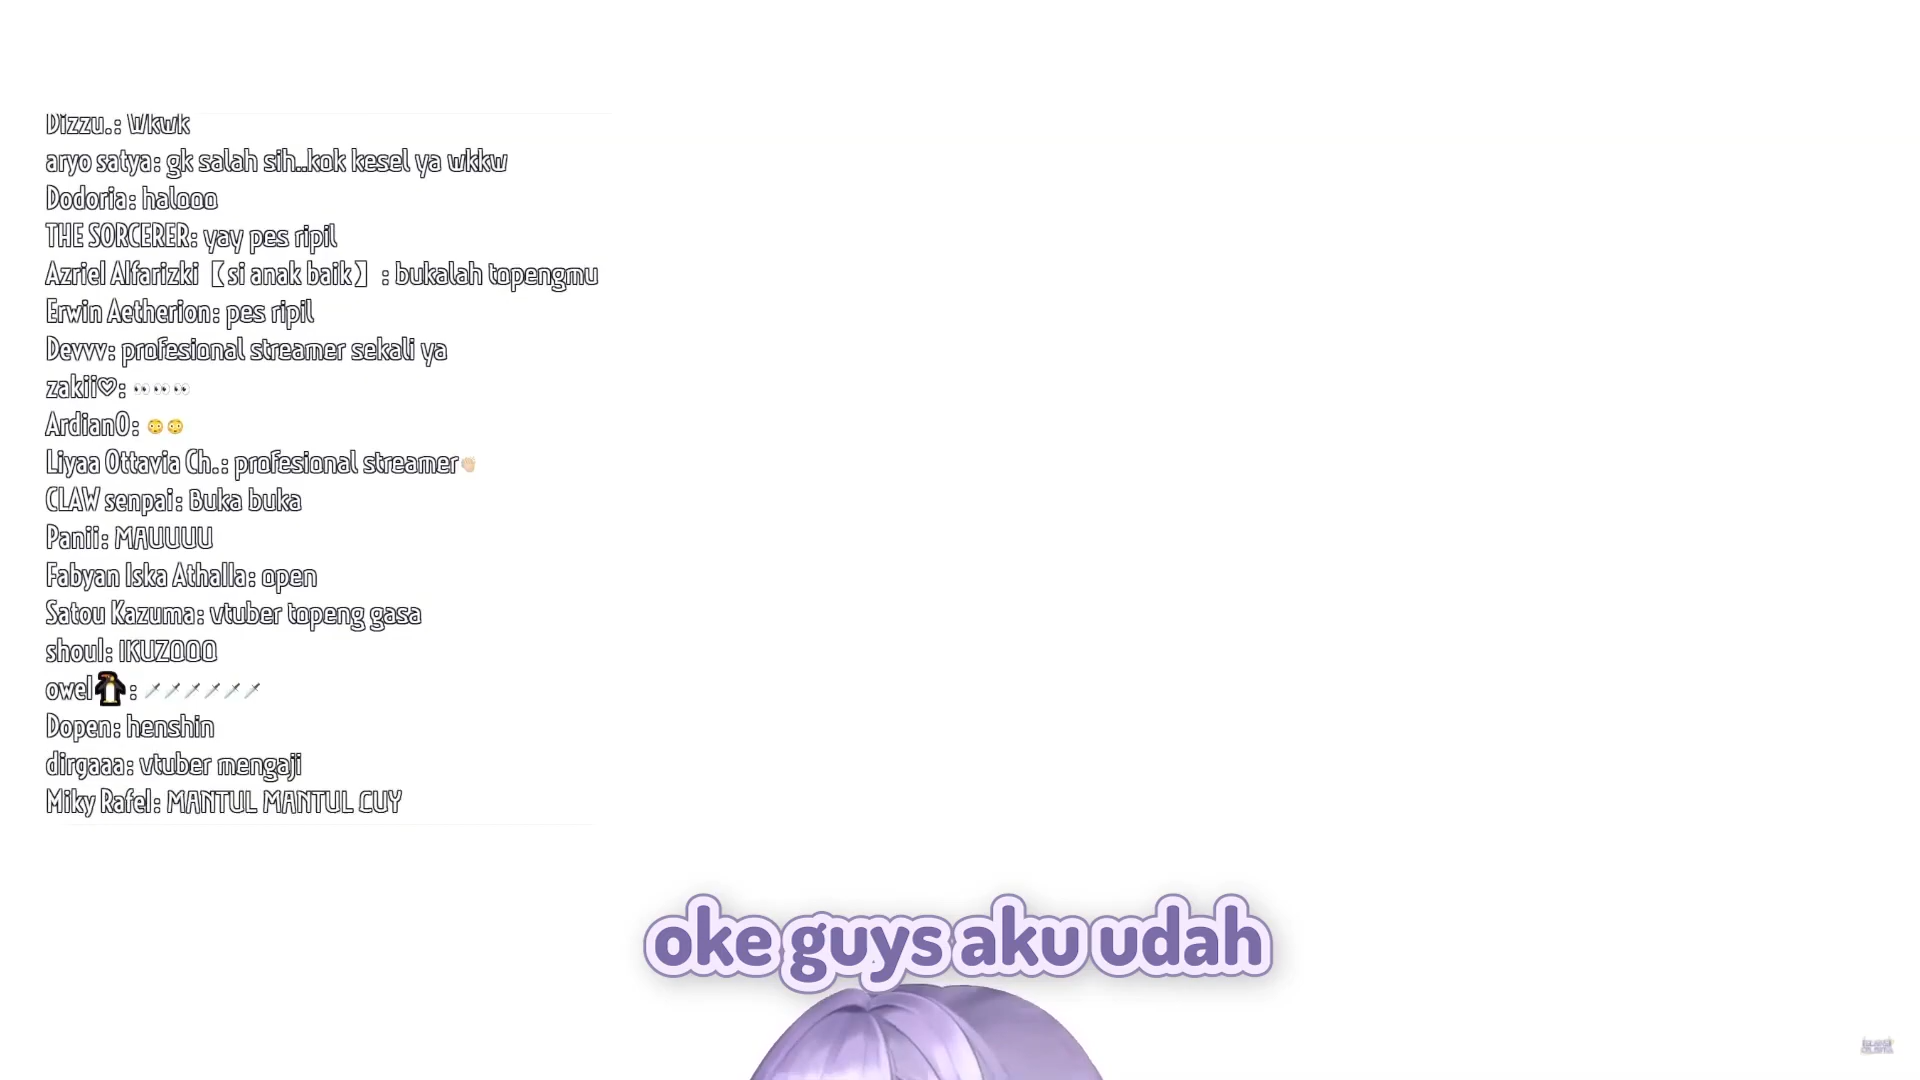 Dizzu.: Wkwk
aryo satya: gk salah sih..kok kesel ya wkkw
Dodoria: halooo
THE SORCERER: yay pes ripil
Azriel Alfarizki【si anak baik】: bukalah topengmu
Erwin Aetherion: pes ripil
Devvv: profesional streamer sekali ya
zakii♡: 👀👀👀
Ardian0: 😳😳
Liyaa Ottavia Ch.: profesional streamer👏🏻
CLAW senpai: Buka buka
Panii: MAUUUU
Fabyan Iska Athalla: open
Satou Kazuma: vtuber topeng gasa
shoul: IKUZOOO
owel🐧: 🗡️🗡️🗡️🗡️🗡️🗡️
Dopen: henshin
dirgaaa: vtuber mengaji
Miky Rafel: MANTUL MANTUL CUY
oke guys aku udah